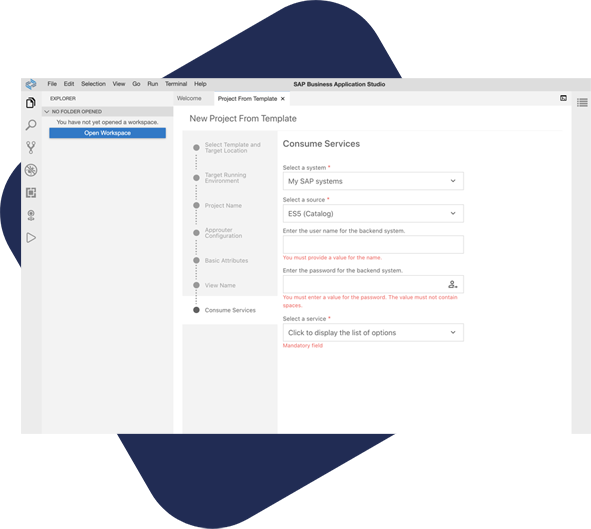 File Edit Selection View Go Run Terminal Help SAP Business Application Studio
EXPLORER
NO FOLDER OPENED
You have not yet opened a workspace.
Open Workspace
Welcome Project From Template
New Project From Template
Select Template and
Target Location
Target Running
Environment
Project Name
Approuter
Configuration
Basic Attributes
View Name
Consume Services
Consume Services
Select a system *
My SAP systems
Select a source *
ES5 (Catalog)
Enter the user name for the backend system.
You must provide a value for the name.
Enter the password for the backend system.
You must enter a value for the password. The value must not contain
spaces.
Select a service *
Click to display the list of options
Mandatory field